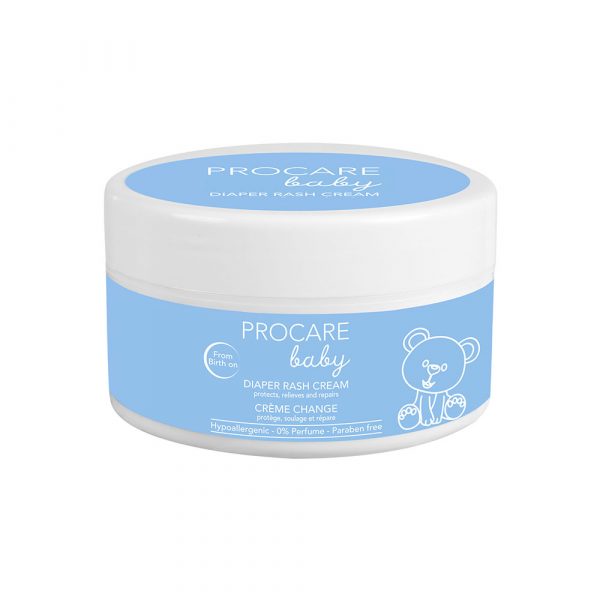 PROCARE
baby
DIAPER RASH CREAM
PROCARE
baby
From
Birth on
DIAPER RASH CREAM
protects, relieves and repairs
CRÈME CHANGE
protège, soulage et répare
Hypoallergenic - 0% Perfume - Paraben free